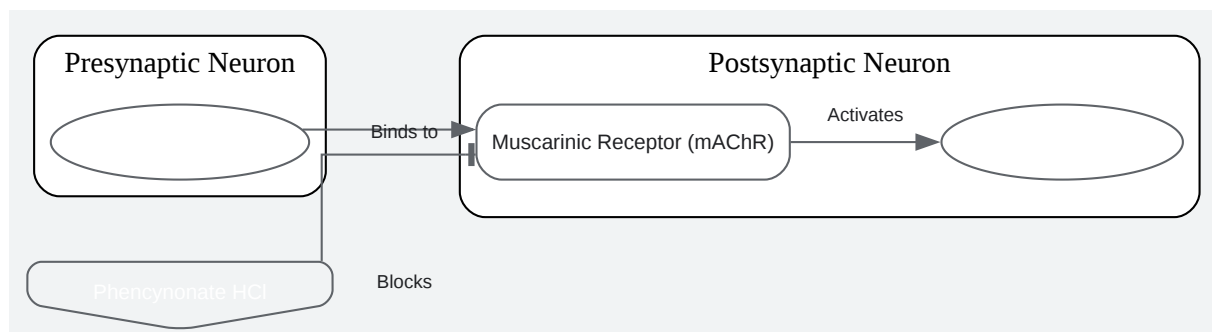 Presynaptic Neuron
Postsynaptic Neuron
Binds to
Muscarinic Receptor (mAChR)
Activates
Phencynonate HCl
Blocks